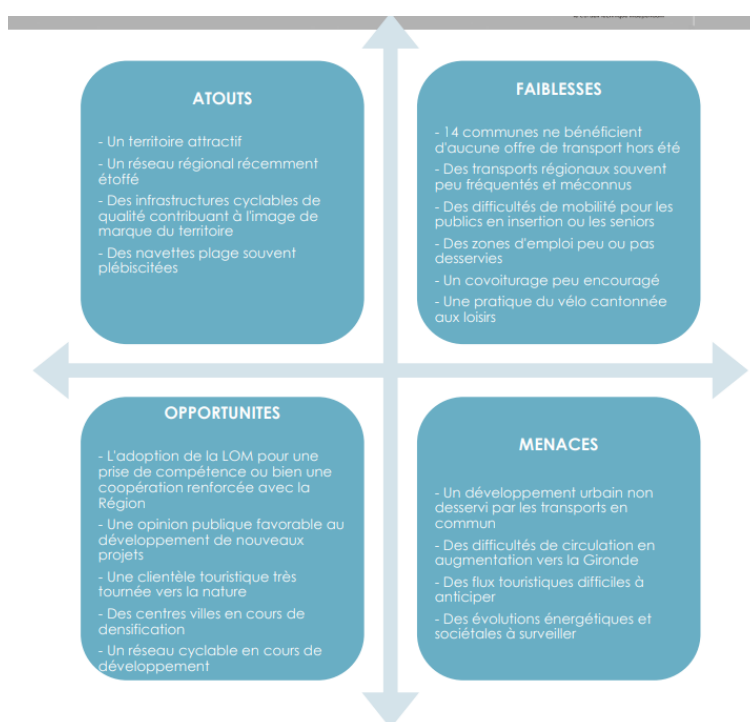 ATOUTS
- Un territoire attractif
- Un réseau régional récemment
étoffé
- Des infrastructures cyclables de
qualité contribuant à l'image de
marque du territoire
- Des navettes plage souvent
plébiscitées
FAIBLESSES
- 14 communes ne bénéficient
d'aucune offre de transport hors été
- Des transports régionaux souvent
peu fréquentés et méconnus
- Des difficultés de mobilité pour les
publics en insertion ou les seniors
- Des zones d'emploi peu ou pas
desservies
- Un covoiturage peu encouragé
- Une pratique du vélo cantonnée
aux loisirs
OPPORTUNITES
- L'adoption de la LOM pour une
prise de compétence ou bien une
coopération renforcée avec la
Région
- Une opinion publique favorable au
développement de nouveaux
projets
- Une clientèle touristique très
tournée vers la nature
- Des centres villes en cours de
densification
- Un réseau cyclable en cours de
développement
MENACES
- Un développement urbain non
desservi par les transports en
commun
- Des difficultés de circulation en
augmentation vers la Gironde
- Des flux touristiques difficiles à
anticiper
- Des évolutions énergétiques et
sociétales à surveiller